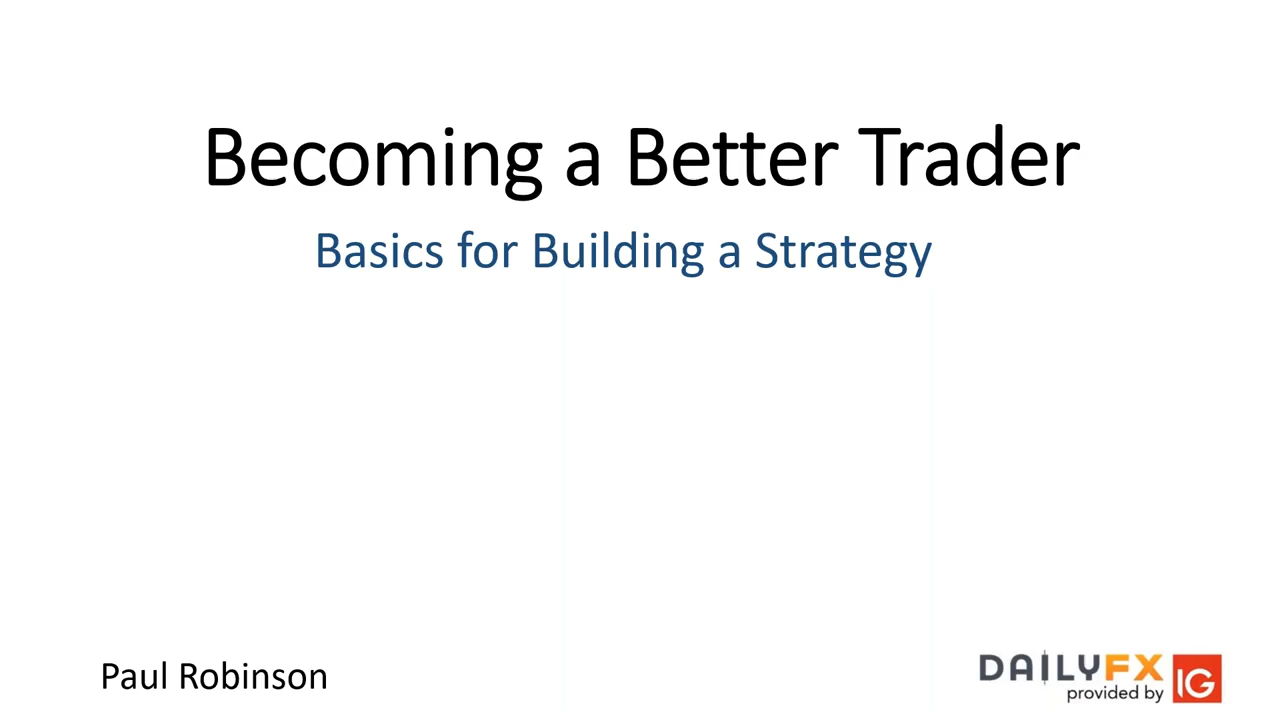 Becoming a Better Trader
Basics for Building a Strategy
Paul Robinson
DAILYFX
provided by IG